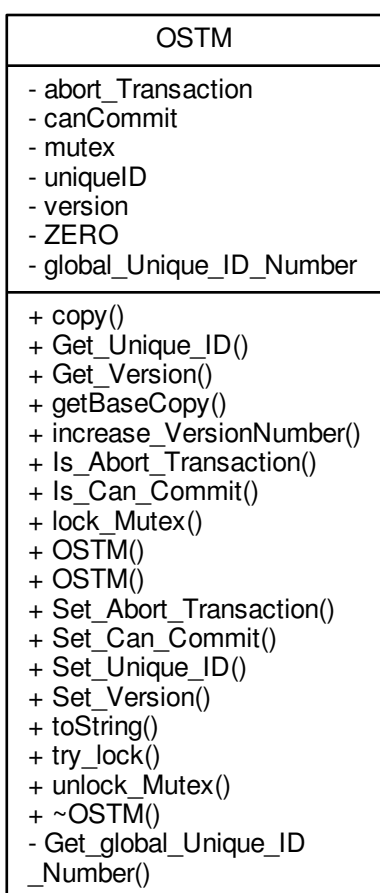 OSTM
- abort_Transaction
- canCommit
- mutex
- uniqueID
- version
- ZERO
- global_Unique_ID_Number
+ copy()
+ Get_Unique_ID()
+ Get_Version()
+ getBaseCopy()
+ increase_VersionNumber()
+ Is_Abort_Transaction()
+ Is_Can_Commit()
+ lock_Mutex()
+ OSTM()
+ OSTM()
+ Set_Abort_Transaction()
+ Set_Can_Commit()
+ Set_Unique_ID()
+ Set_Version()
+ toString()
+ try_lock()
+ unlock_Mutex()
+ ~OSTM()
- Get_global_Unique_ID
_Number()